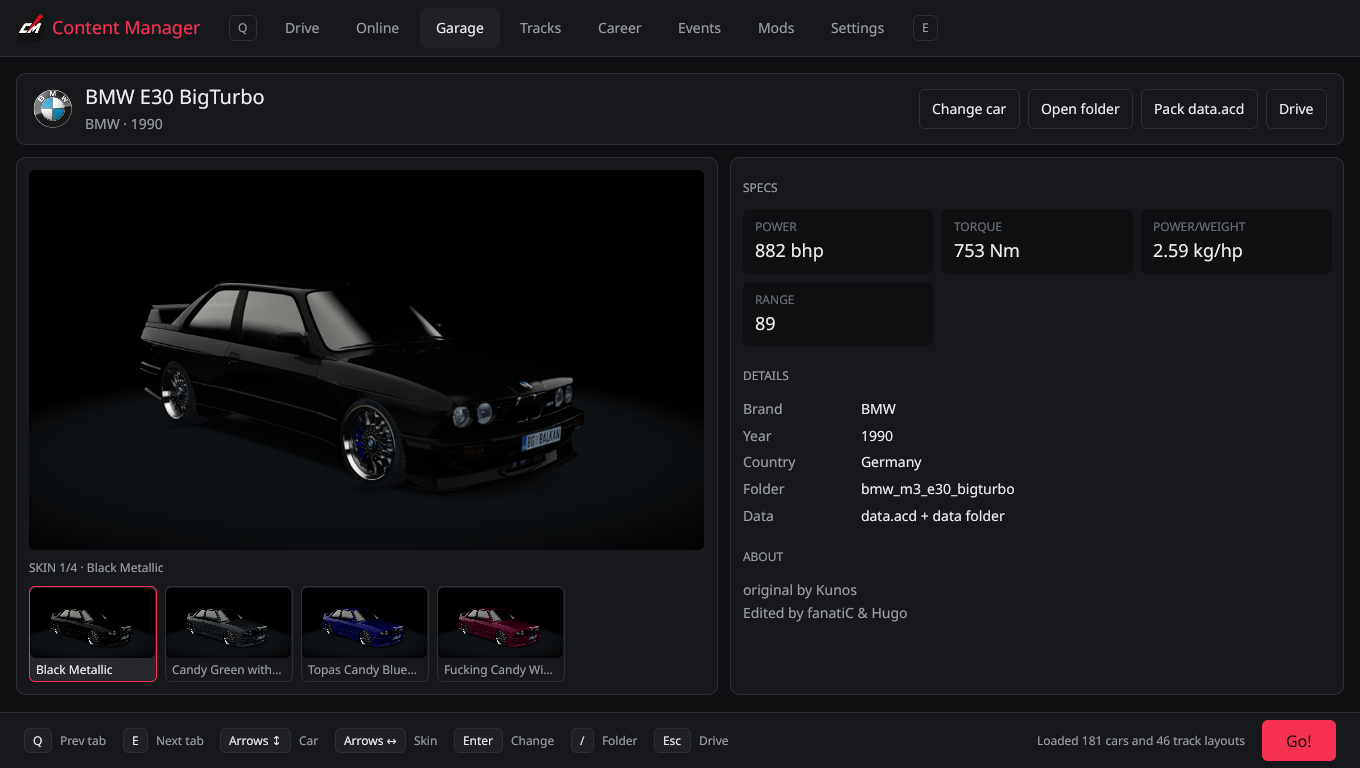 Content Manager
Q
Drive
Online
Garage
Tracks
Career
Events
Mods
Settings
E
BMW
BMW E30 BigTurbo
BMW · 1990
Change car
Open folder
Pack data.acd
Drive
BG BALKAN
SKIN 1/4 · Black Metallic
Black Metallic
Candy Green with...
Topas Candy Blue...
Fucking Candy Wi...
SPECS
POWER
882 bhp
TORQUE
753 Nm
POWER/WEIGHT
2.59 kg/hp
RANGE
89
DETAILS
Brand BMW
Year 1990
Country Germany
Folder bmw_m3_e30_bigturbo
Data data.acd + data folder
ABOUT
original by Kunos
Edited by fanatiC & Hugo
Q Prev tab E Next tab Arrows ↕ Car Arrows ↔ Skin Enter Change / Folder Esc Drive
Loaded 181 cars and 46 track layouts
Go!